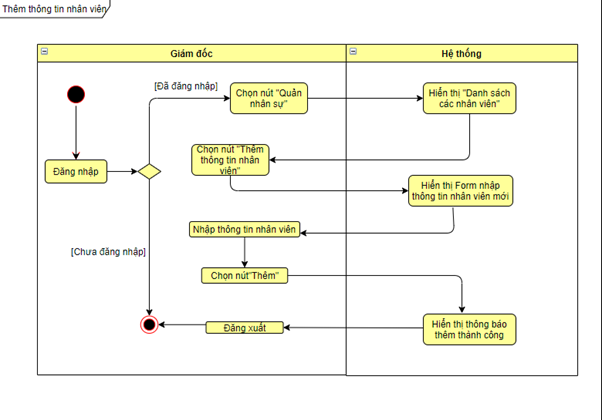 Thêm thông tin nhân viên
Giám đốc
Hệ thống
[Đã đăng nhập]
Chọn nút "Quản
nhân sự"
Hiển thị "Danh sách
các nhân viên"
Chọn nút "Thêm
thông tin nhân
viên"
Đăng nhập
Hiển thị Form nhập
thông tin nhân viên mới
Nhập thông tin nhân viên
[Chưa đăng nhập]
Chọn nút"Thêm"
Hiển thị thông báo
thêm thành công
Đăng xuất